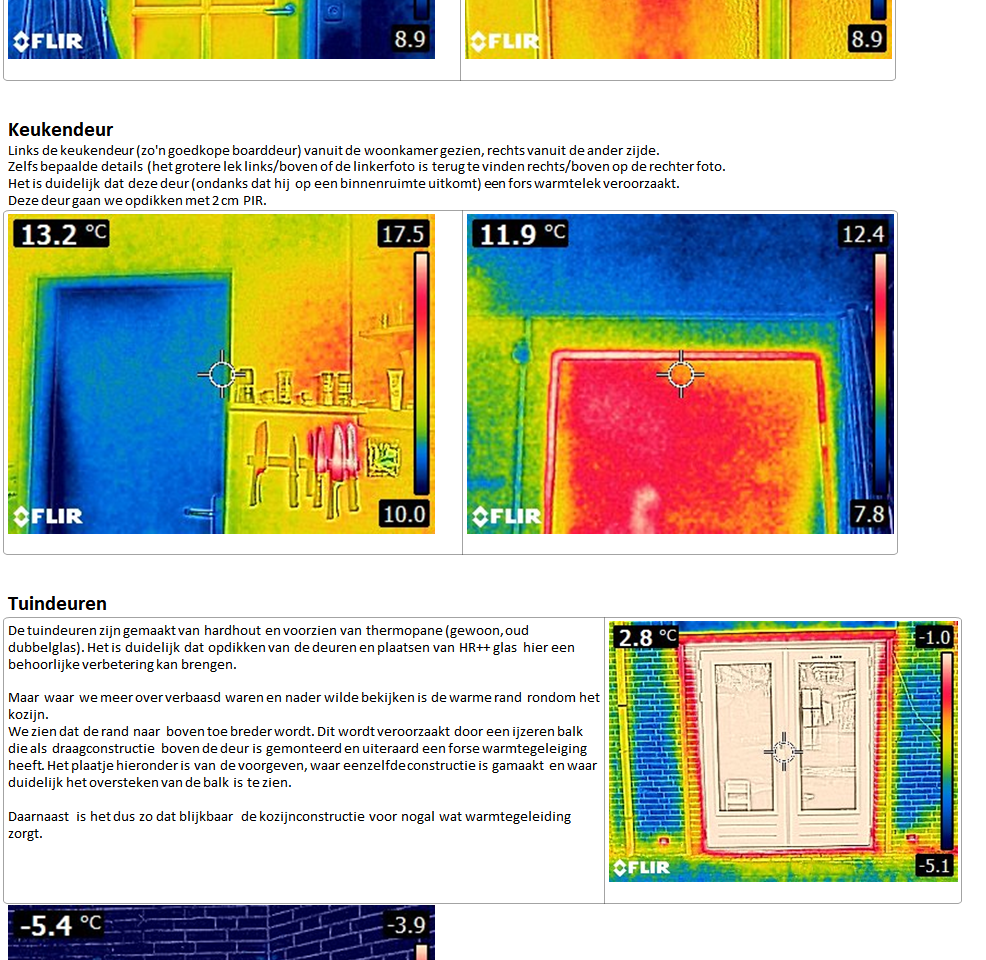 FLIR
8.9
FLIR
8.9
Keukendeur
Links de keukendeur (zo'n goedkope boarddeur) vanuit de woonkamer gezien, rechts vanuit de ander zijde.
Zelfs bepaalde details (het grotere lek links/boven of de linkerfoto is terug te vinden rechts/boven op de rechter foto.
Het is duidelijk dat deze deur (ondanks dat hij op een binnenruimte uitkomt) een fors warmtelek veroorzaakt.
Deze deur gaan we opdikken met 2 cm PIR.
13.2 °C
17.5
FLIR
10.0
11.9 °C
12.4
FLIR
7.8
Tuindeuren
De tuindeuren zijn gemaakt van hardhout en voorzien van thermopane (gewoon, oud
dubbelglas). Het is duidelijk dat opdikken van de deuren en plaatsen van HR++ glas hier een
behoorlijke verbetering kan brengen.
Maar waar we meer over verbaasd waren en nader wilde bekijken is de warme rand rondom het
kozijn.
We zien dat de rand naar boven toe breder wordt. Dit wordt veroorzaakt door een ijzeren balk
die als draagconstructie boven de deur is gemonteerd en uiteraard een forse warmtegeleiging
heeft. Het plaatje hieronder is van de voorgeven, waar eenzelfde constructie is gamaakt en waar
duidelijk het oversteken van de balk is te zien.
Daarnaast is het dus zo dat blijkbaar de kozijnconstructie voor nogal wat warmtegeleiding
zorgt.
2.8 °C
-1.0
FLIR
-5.1
-5.4 °C
-3.9